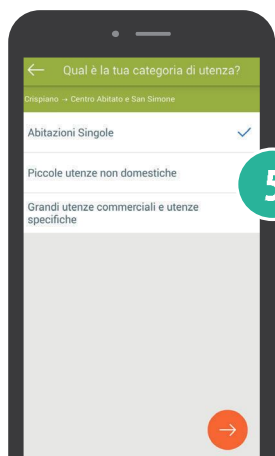 Qual è la tua categoria di utenza?
Crispiano → Centro Abitato e San Simone
Abitazioni Singole
Piccole utenze non domestiche
5
Grandi utenze commerciali e utenze
specifiche